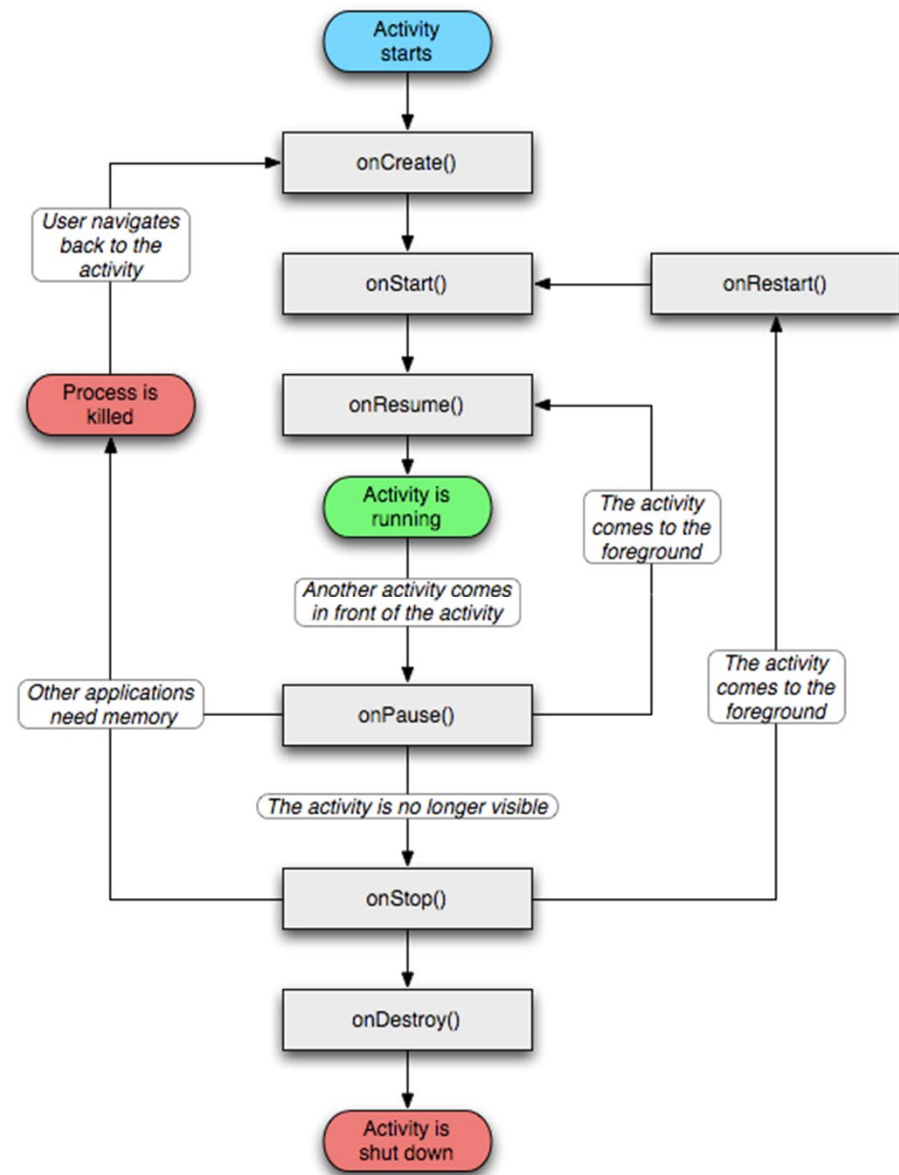 Activity
starts
onCreate()
User navigates
back to the
activity
onStart()
onRestart()
Process is
killed
onResume()
Activity is
running
The activity
comes to the
foreground
Another activity comes
in front of the activity
Other applications
need memory
onPause()
The activity
comes to the
foreground
The activity is no longer visible
onStop()
onDestroy()
Activity is
shut down